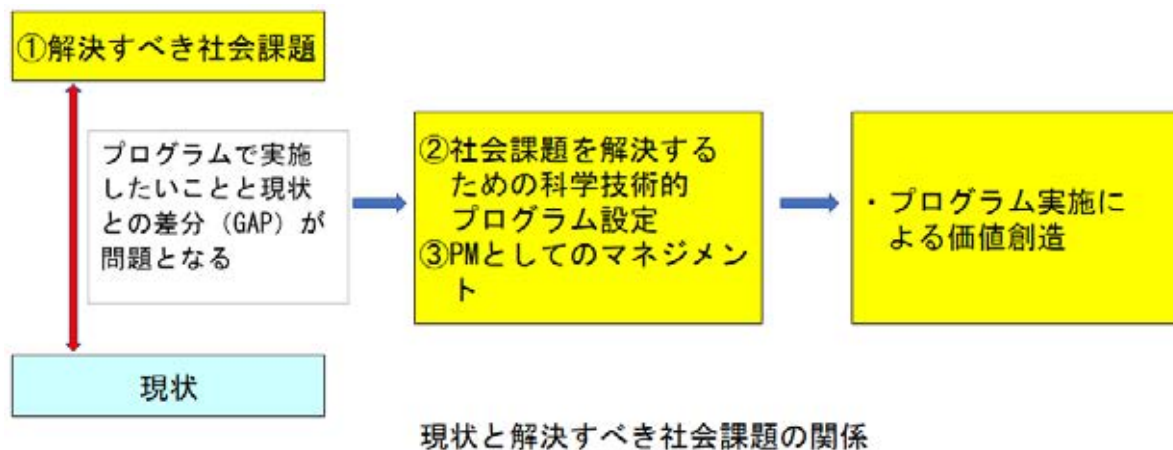 ①解決すべき社会課題
プログラムで実施
したいことと現状
との差分（GAP）が
問題となる
②社会課題を解決する
ための科学技術的
プログラム設定
③PMとしてのマネジメン
ト
・プログラム実施に
よる価値創造
現状
現状と解決すべき社会課題の関係